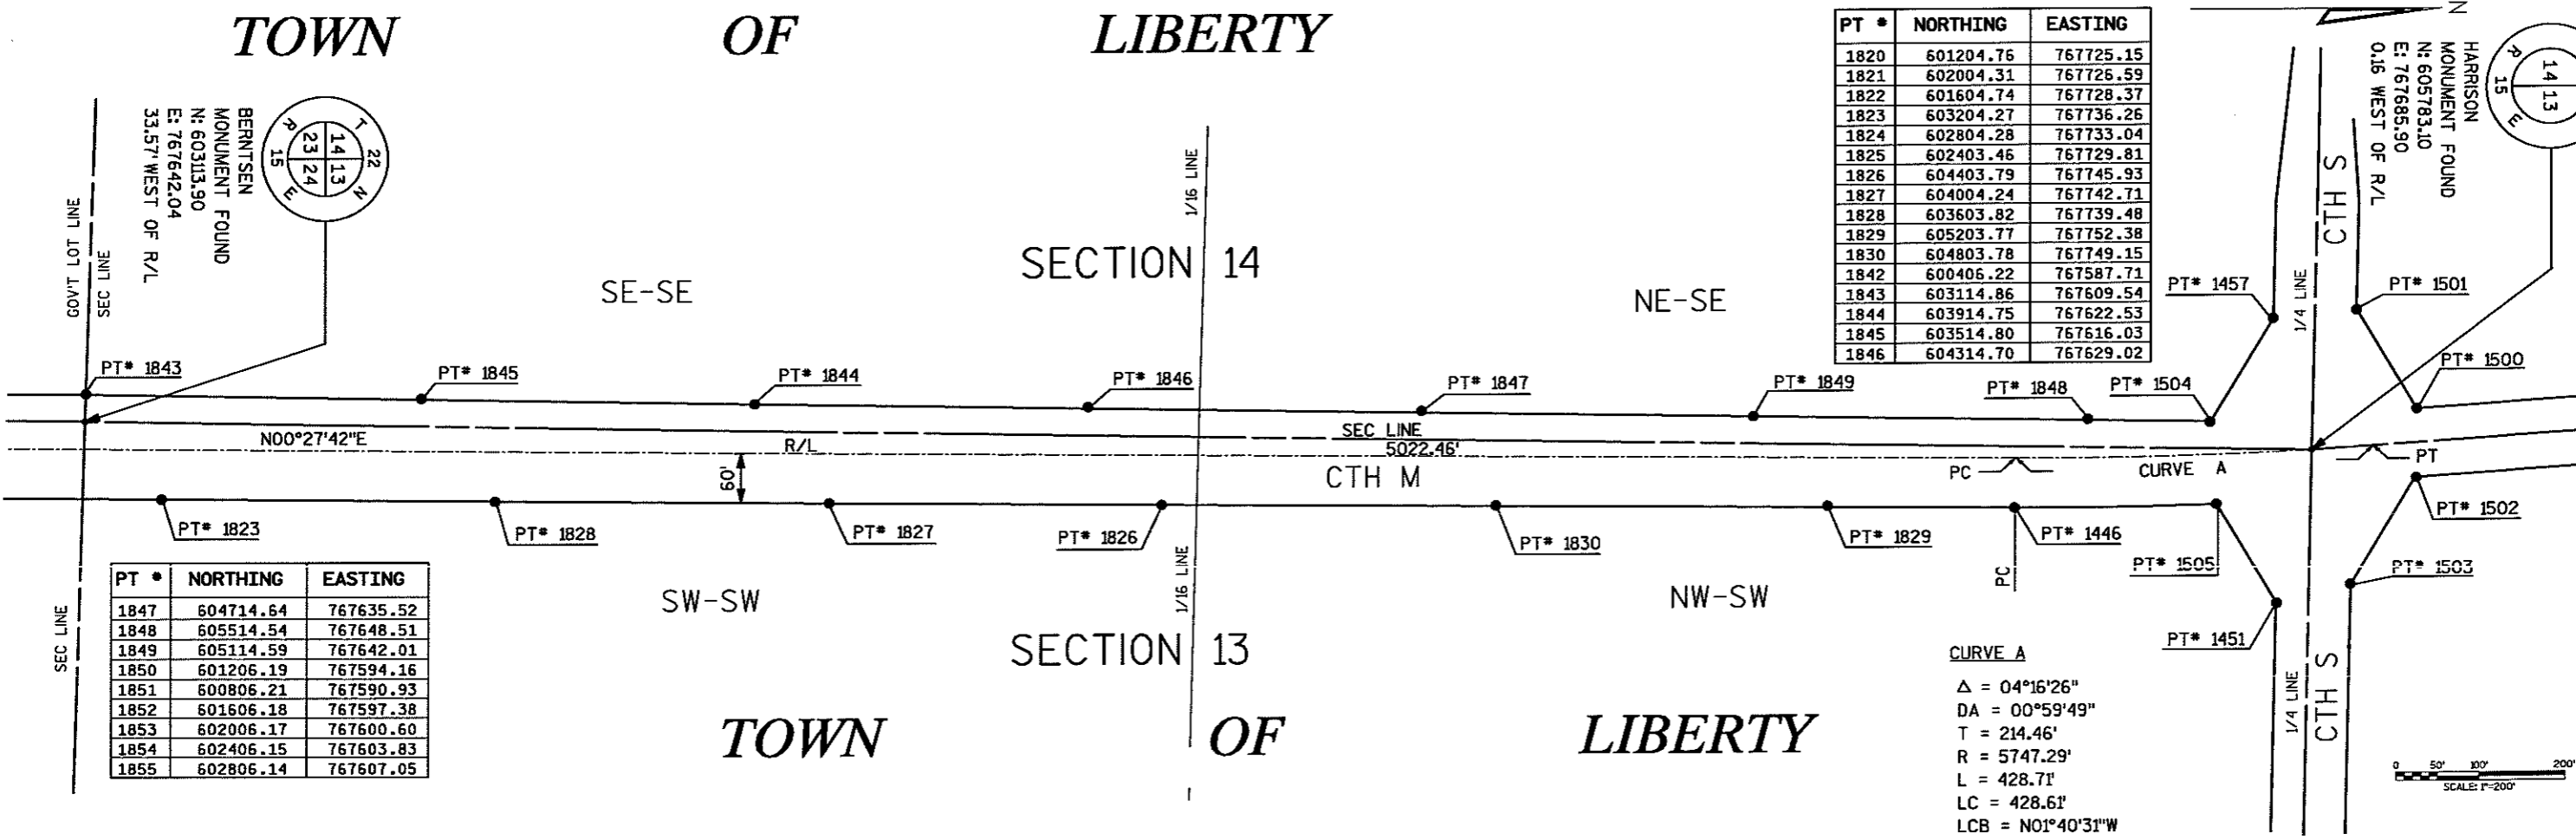 TOWN OF LIBERTY
PT # NORTHING EASTING
1820 601204.76 767725.15
1821 602004.31 767726.59
1822 601604.74 767728.37
1823 603204.27 767736.26
1824 602804.28 767733.04
1825 602403.46 767729.81
1826 604403.79 767745.93
1827 604004.24 767742.71
1828 603603.82 767739.48
1829 605203.77 767752.38
1830 604803.78 767749.15
1842 600406.22 767587.71
1843 603114.86 767609.54
1844 603914.75 767622.53
1845 603514.80 767616.03
1846 604314.70 767629.02
N
HARRISON
MONUMENT FOUND
N: 605783.10
E: 767685.90
0.16 WEST OF R/L
14 13
R 15 E
BERNTSEN
MONUMENT FOUND
N: 603113.90
E: 767642.04
33.57' WEST OF R/L
T 22 N
14 13
23 24
R 15 E
GOV'T LOT LINE
SEC LINE
1/16 LINE
SECTION 14
SE-SE
NE-SE
CTH S
1/4 LINE
PT# 1457
PT# 1501
PT# 1843
PT# 1845
PT# 1844
PT# 1846
PT# 1847
PT# 1849
PT# 1848
PT# 1504
PT# 1500
N00°27'42"E
R/L
SEC LINE
5022.46'
60'
CTH M
PC
CURVE A
PT
PT# 1823
PT# 1828
PT# 1827
PT# 1826
PT# 1830
PT# 1829
PT# 1446
PT# 1505
PT# 1502
PC
PT# 1503
PT# 1451
SEC LINE
PT # NORTHING EASTING
1847 604714.64 767635.52
1848 605514.54 767648.51
1849 605114.59 767642.01
1850 601206.19 767594.16
1851 600806.21 767590.93
1852 601606.18 767597.38
1853 602006.17 767600.60
1854 602406.15 767603.83
1855 602806.14 767607.05
SW-SW
1/16 LINE
NW-SW
SECTION 13
TOWN OF LIBERTY
CURVE A
Δ = 04°16'26"
DA = 00°59'49"
T = 214.46'
R = 5747.29'
L = 428.71'
LC = 428.61'
LCB = N01°40'31"W
1/4 LINE
CTH S
0 50' 100' 200'
SCALE: 1"=200'